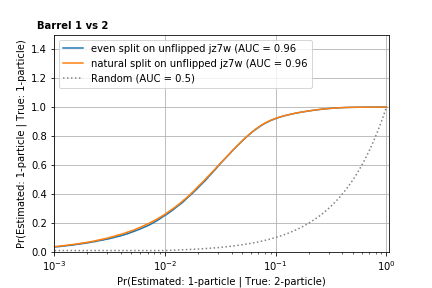 Barrel 1 vs 2
even split on unflipped jz7w (AUC = 0.96
natural split on unflipped jz7w (AUC = 0.96
Random (AUC = 0.5)
Pr(Estimated: 1-particle | True: 1-particle)
1.4
1.2
1.0
0.8
0.6
0.4
0.2
0.0
10⁻³
10⁻²
10⁻¹
10⁰
Pr(Estimated: 1-particle | True: 2-particle)